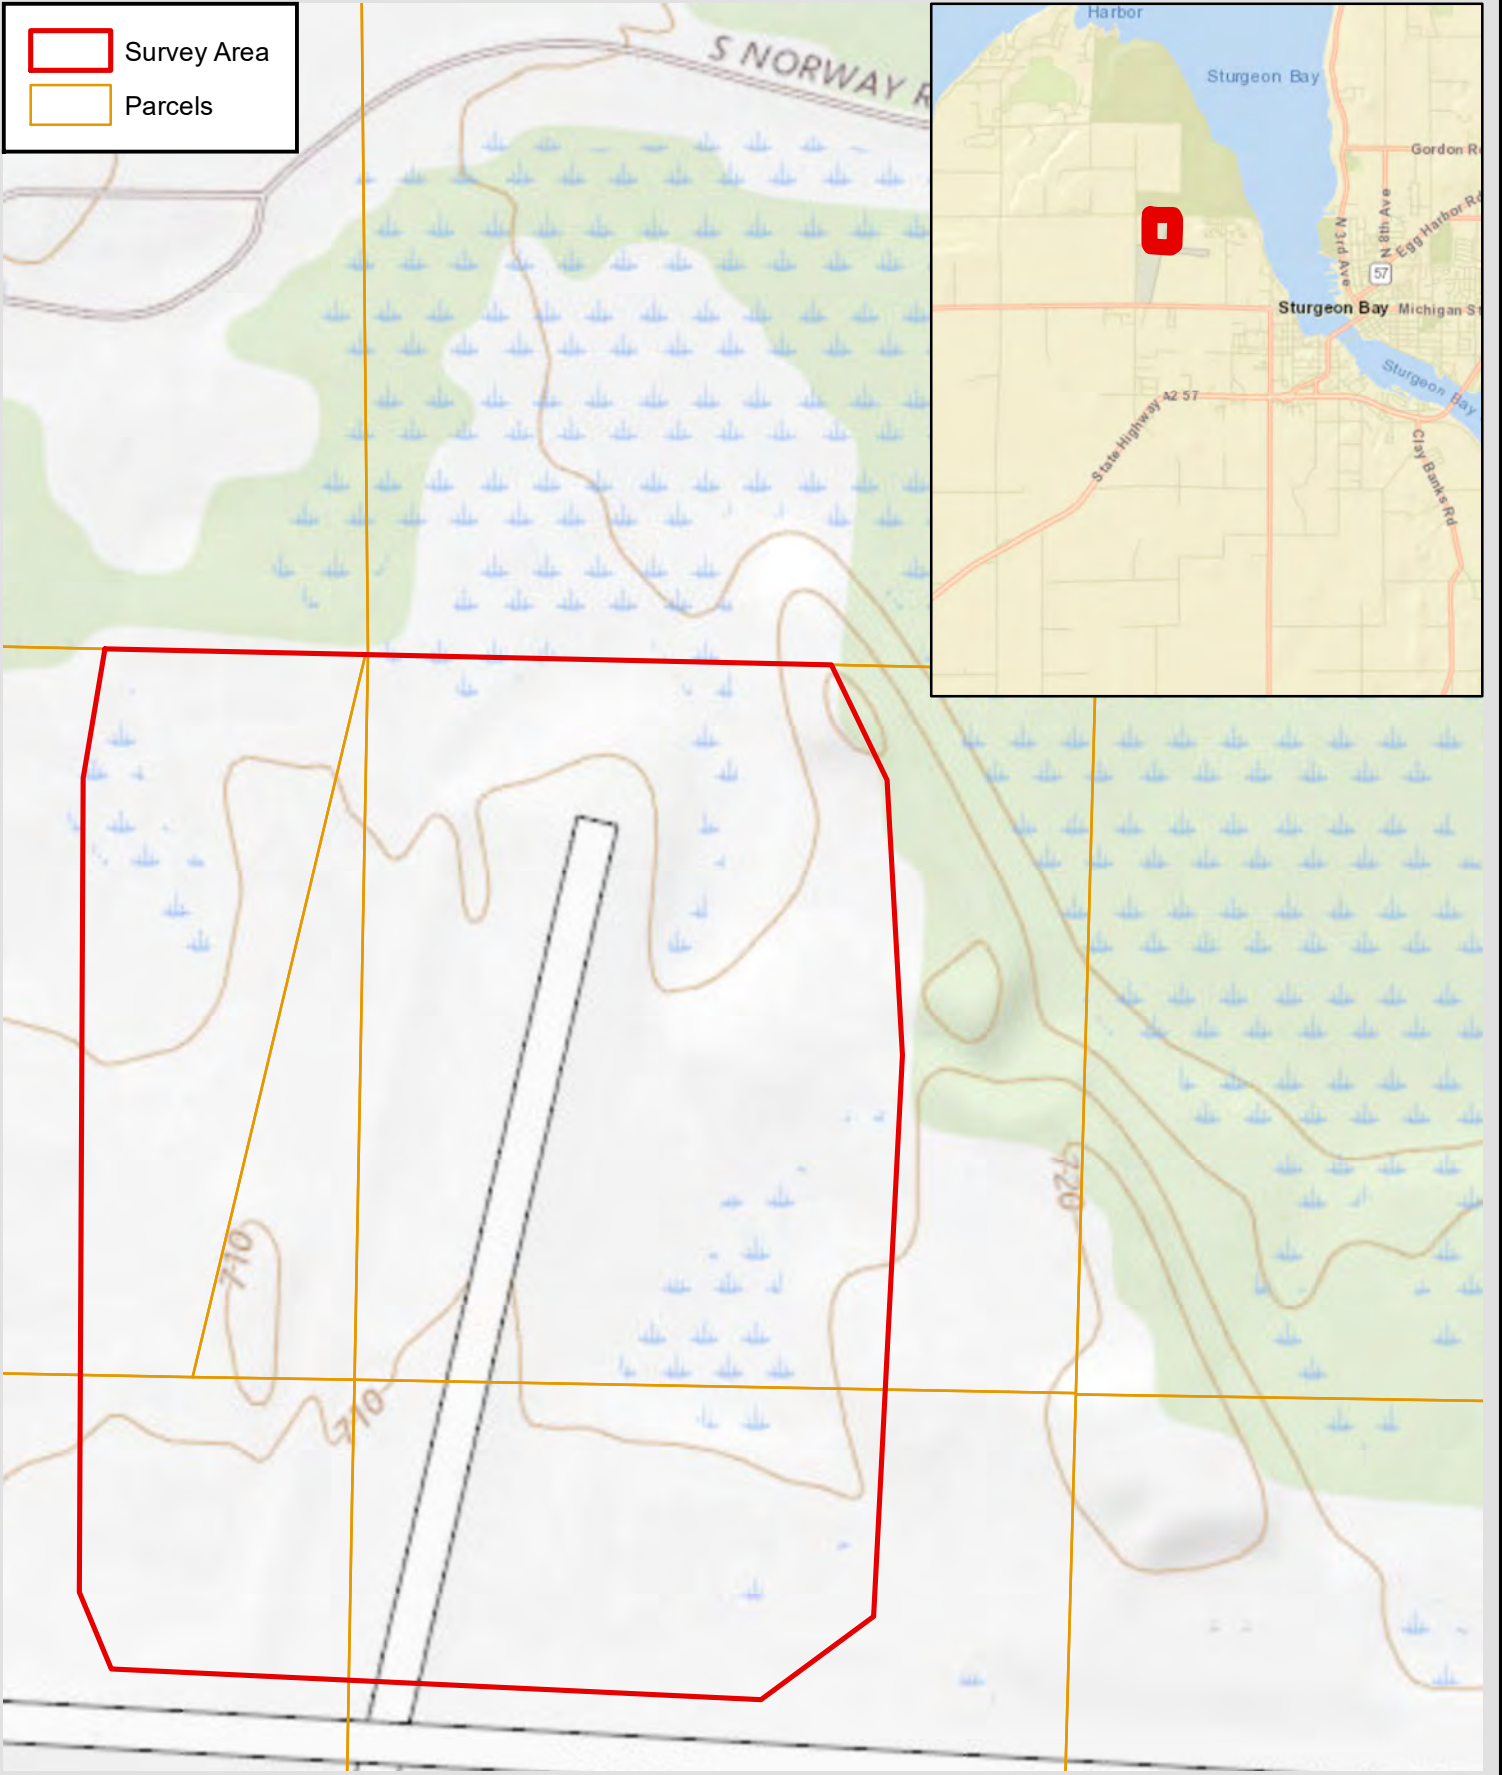 Survey Area
Parcels
S NORWAY R
Harbor
Sturgeon Bay
Gordon R
N 8th Ave
N 3rd Ave
Egg Harbor Rd
57
Sturgeon Bay
Michigan St
Sturgeon Bay
State Highway 42 57
Clay Banks Rd
720
710
710